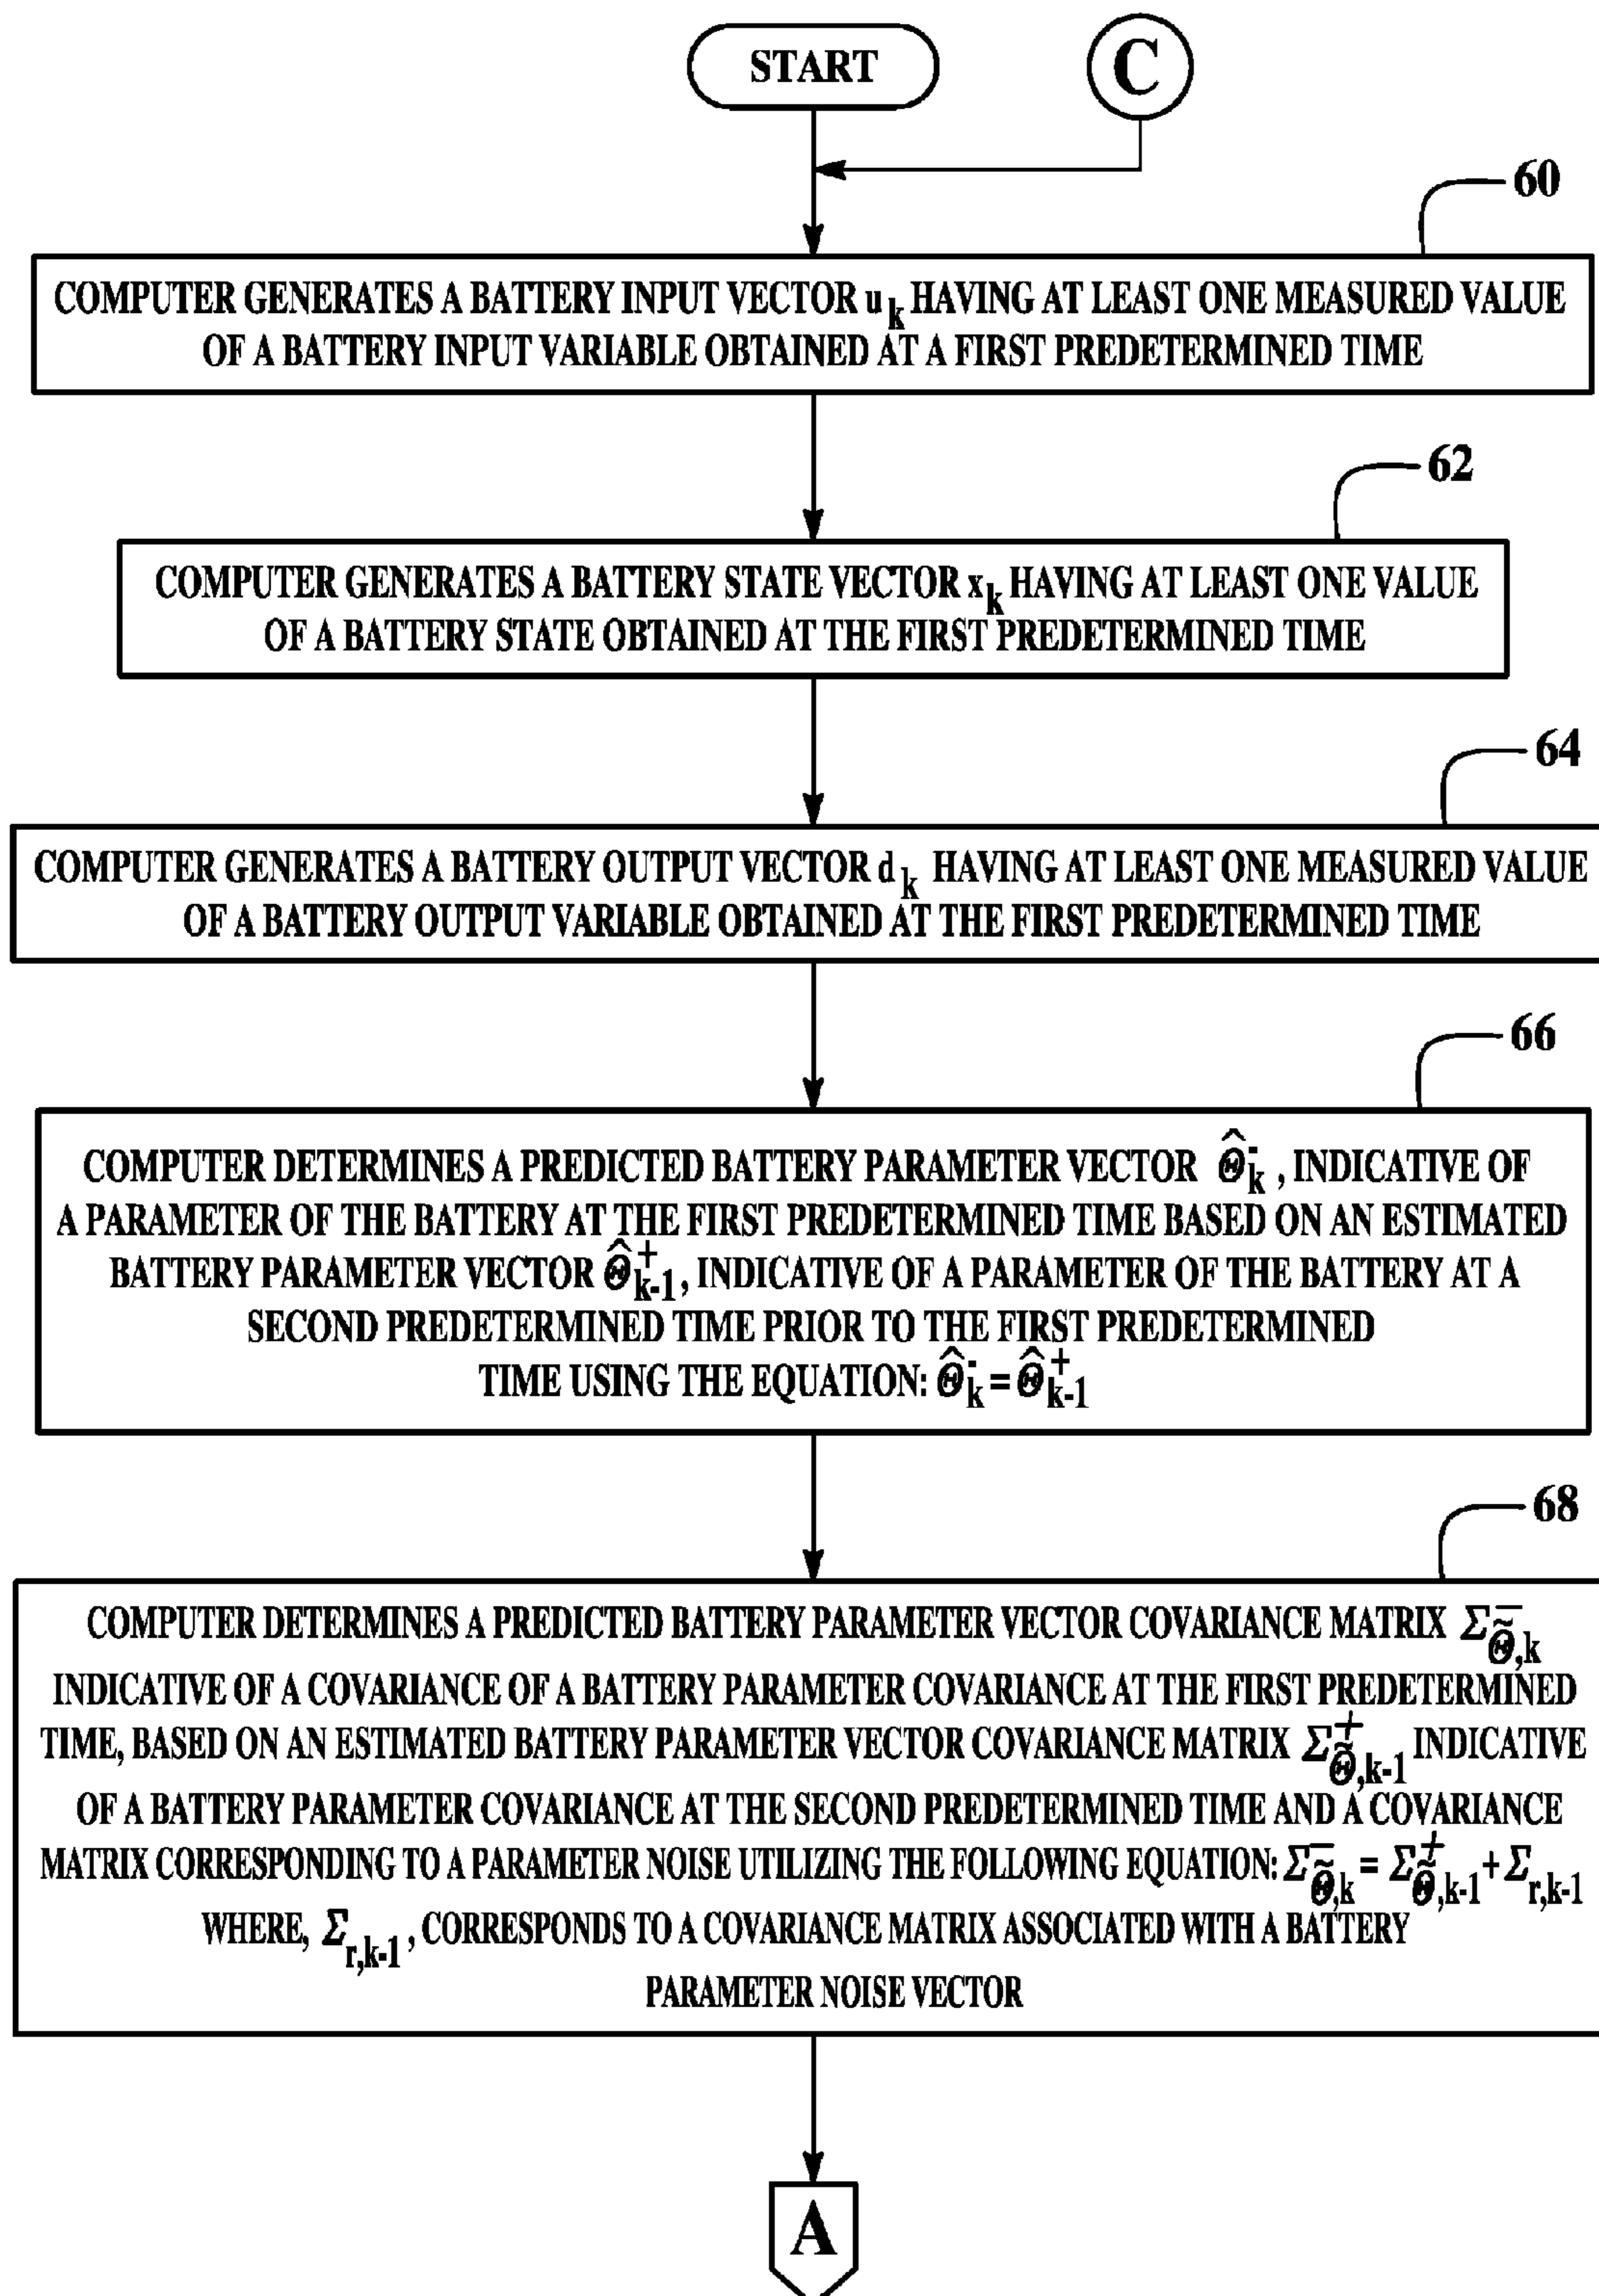 START
C
60
COMPUTER GENERATES A BATTERY INPUT VECTOR u_k HAVING AT LEAST ONE MEASURED VALUE
OF A BATTERY INPUT VARIABLE OBTAINED AT A FIRST PREDETERMINED TIME
62
COMPUTER GENERATES A BATTERY STATE VECTOR x_k HAVING AT LEAST ONE VALUE
OF A BATTERY STATE OBTAINED AT THE FIRST PREDETERMINED TIME
64
COMPUTER GENERATES A BATTERY OUTPUT VECTOR d_k HAVING AT LEAST ONE MEASURED VALUE
OF A BATTERY OUTPUT VARIABLE OBTAINED AT THE FIRST PREDETERMINED TIME
66
COMPUTER DETERMINES A PREDICTED BATTERY PARAMETER VECTOR Θ̂_k^-, INDICATIVE OF
A PARAMETER OF THE BATTERY AT THE FIRST PREDETERMINED TIME BASED ON AN ESTIMATED
BATTERY PARAMETER VECTOR Θ̂_{k-1}^+, INDICATIVE OF A PARAMETER OF THE BATTERY AT A
SECOND PREDETERMINED TIME PRIOR TO THE FIRST PREDETERMINED
TIME USING THE EQUATION: Θ̂_k^- = Θ̂_{k-1}^+
68
COMPUTER DETERMINES A PREDICTED BATTERY PARAMETER VECTOR COVARIANCE MATRIX Σ_{Θ̃,k}^-
INDICATIVE OF A COVARIANCE OF A BATTERY PARAMETER COVARIANCE AT THE FIRST PREDETERMINED
TIME, BASED ON AN ESTIMATED BATTERY PARAMETER VECTOR COVARIANCE MATRIX Σ_{Θ̃,k-1}^+ INDICATIVE
OF A BATTERY PARAMETER COVARIANCE AT THE SECOND PREDETERMINED TIME AND A COVARIANCE
MATRIX CORRESPONDING TO A PARAMETER NOISE UTILIZING THE FOLLOWING EQUATION: Σ_{Θ̃,k}^- = Σ_{Θ̃,k-1}^+ + Σ_{r,k-1}
WHERE, Σ_{r,k-1}, CORRESPONDS TO A COVARIANCE MATRIX ASSOCIATED WITH A BATTERY
PARAMETER NOISE VECTOR
A